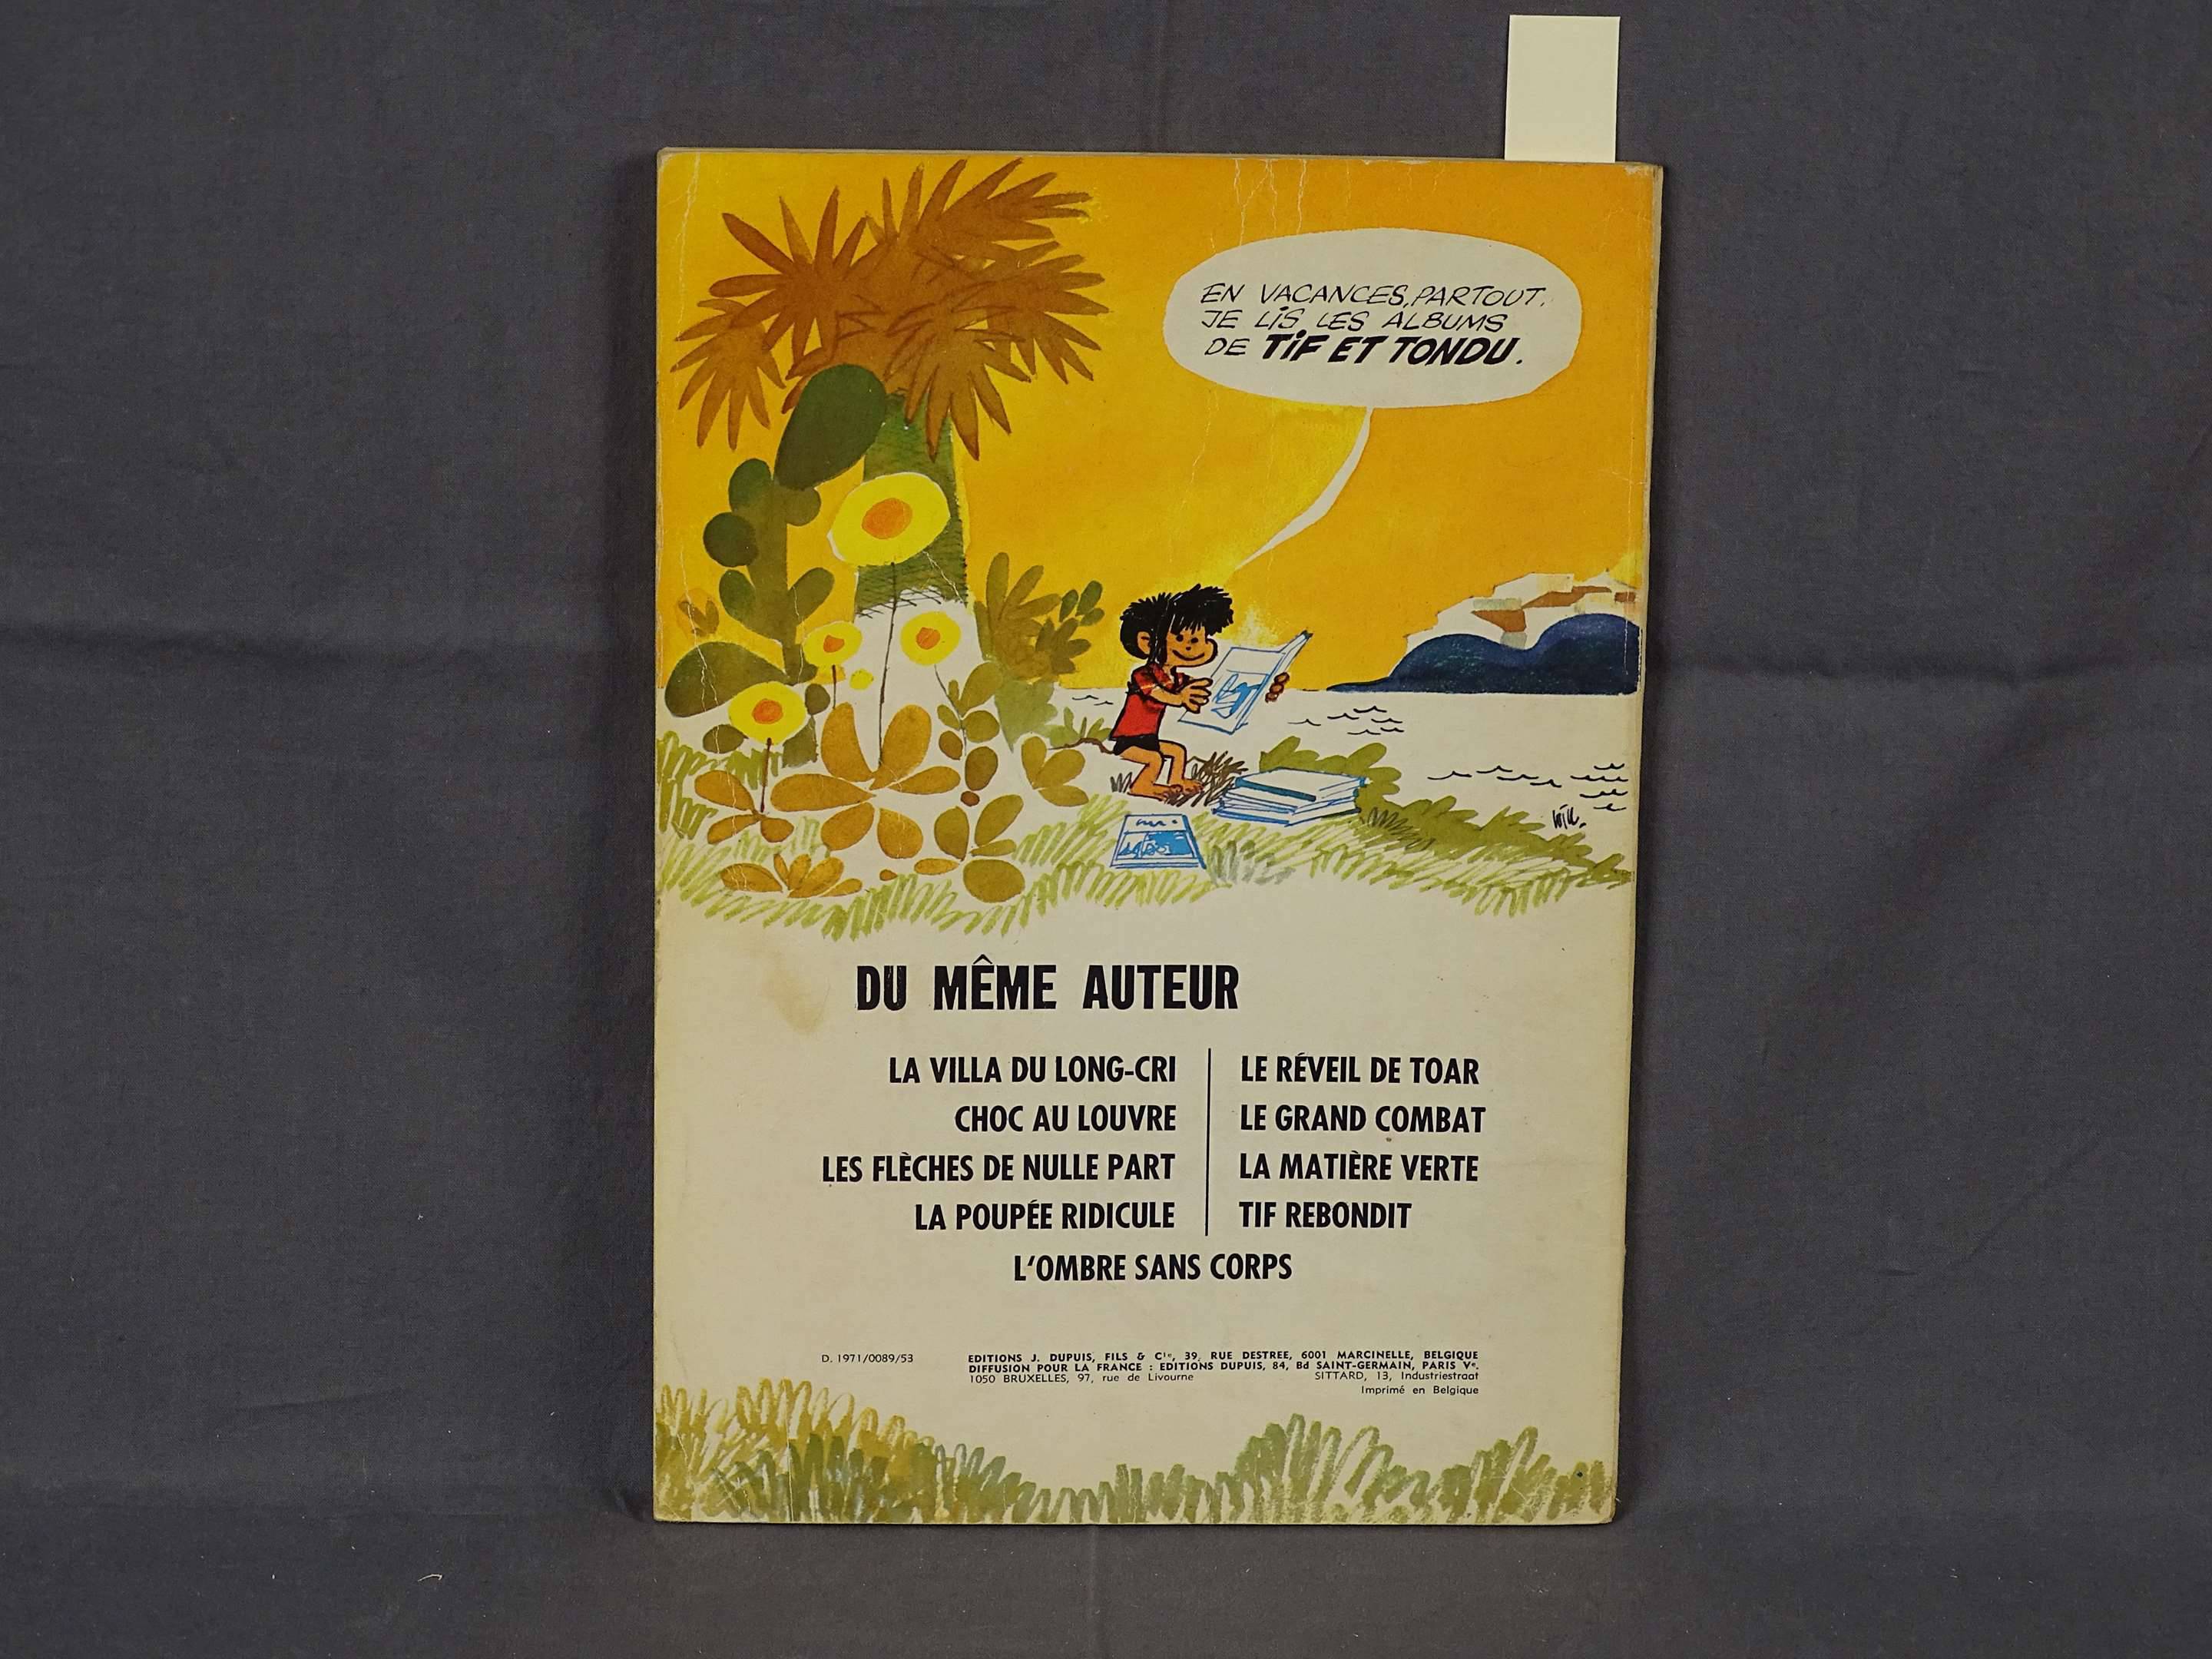 EN VACANCES, PARTOUT,
JE LIS LES ALBUMS
DE TIF ET TONDU.
Will.
DU MÊME AUTEUR
LA VILLA DU LONG-CRI
CHOC AU LOUVRE
LES FLÈCHES DE NULLE PART
LA POUPÉE RIDICULE
LE RÉVEIL DE TOAR
LE GRAND COMBAT
LA MATIÈRE VERTE
TIF REBONDIT
L'OMBRE SANS CORPS
D. 1971/0089/53
EDITIONS J. DUPUIS, FILS & Cie, 39, RUE DESTREE, 6001 MARCINELLE, BELGIQUE
DIFFUSION POUR LA FRANCE : EDITIONS DUPUIS, 84, Bd SAINT-GERMAIN, PARIS Ve.
1050 BRUXELLES, 97, rue de Livourne SITTARD, 13, Industriestraat
Imprimé en Belgique